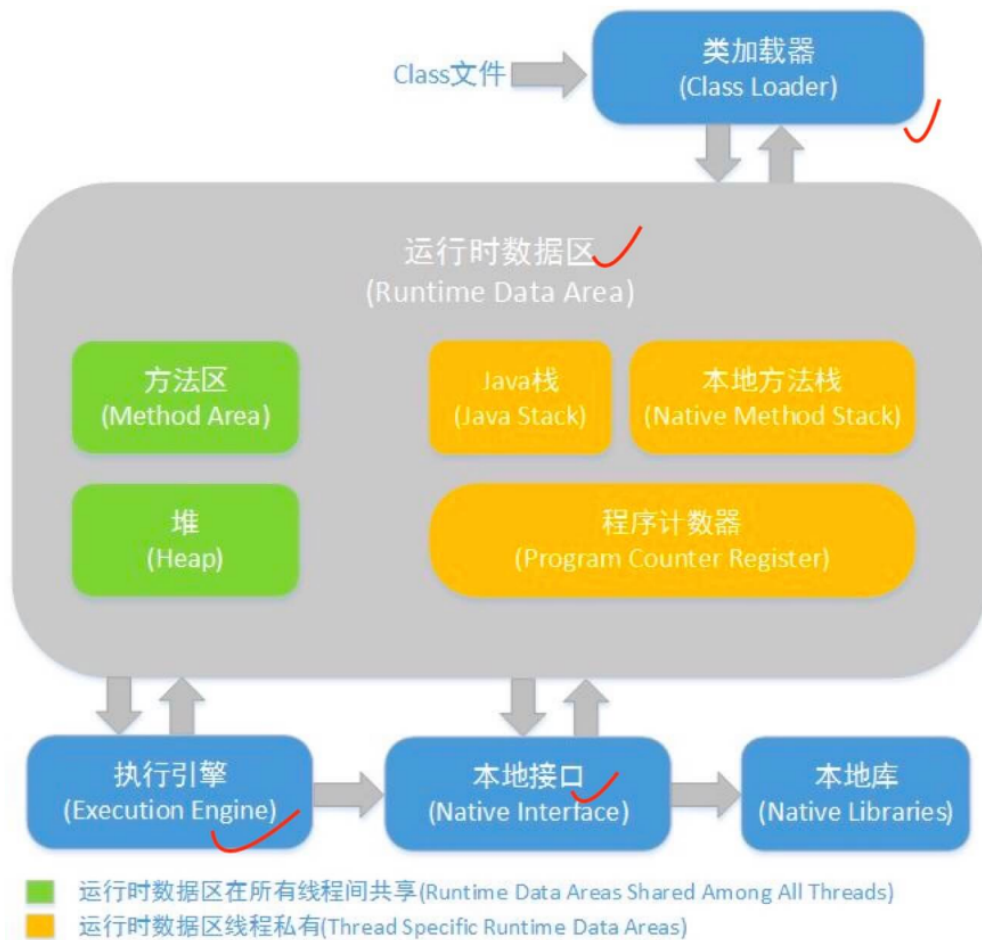 类加载器
Class文件
(Class Loader)
运行时数据区
(Runtime Data Area)
方法区
(Method Area)
Java栈
(Java Stack)
本地方法栈
(Native Method Stack)
堆
(Heap)
程序计数器
(Program Counter Register)
执行引擎
(Execution Engine)
本地接口
(Native Interface)
本地库
(Native Libraries)
运行时数据区在所有线程间共享(Runtime Data Areas Shared Among All Threads)
运行时数据区线程私有(Thread Specific Runtime Data Areas)